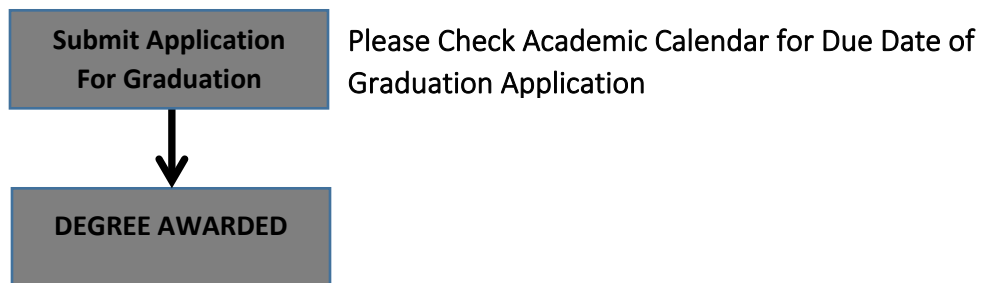 Submit Application
For Graduation
Please Check Academic Calendar for Due Date of
Graduation Application
DEGREE AWARDED